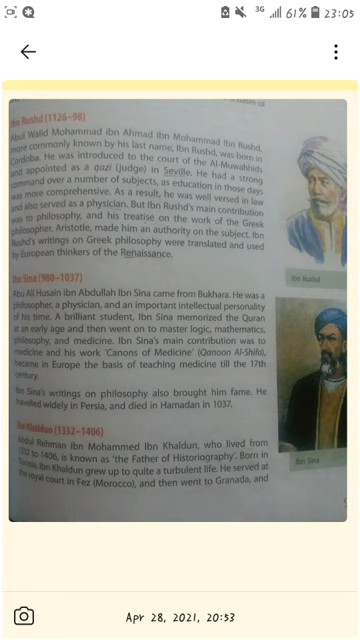 3G 61% 23:05
Ibn Rushd (1126–98)
Abul Walid Mohammad ibn Ahmad ibn Mohammad Ibn Rushd,
more commonly known by his last name, Ibn Rushd, was born in
Cordoba. He was introduced to the court of the Al-Muwahhids
and appointed as a qazi (judge) in Seville. He had a strong
command over a number of subjects, as education in those days
was more comprehensive. As a result, he was well versed in law
and also served as a physician. But Ibn Rushd's main contribution
was to philosophy, and his treatise on the work of the Greek
philosopher, Aristotle, made him an authority on the subject. Ibn
Rushd's writings on Greek philosophy were translated and used
by European thinkers of the Renaissance.
Ibn Rushd
Ibn Sina (980–1037)
Abu Ali Husain ibn Abdullah Ibn Sina came from Bukhara. He was a
philosopher, a physician, and an important intellectual personality
of his time. A brilliant student, Ibn Sina memorized the Quran
at an early age and then went on to master logic, mathematics,
philosophy, and medicine. Ibn Sina's main contribution was to
medicine and his work 'Canons of Medicine' (Qanoon Al-Shifa),
became in Europe the basis of teaching medicine till the 17th
century.
Ibn Sina's writings on philosophy also brought him fame. He
travelled widely in Persia, and died in Hamadan in 1037.
Ibn Sina
Ibn Khaldun (1332–1406)
Abdul Rehman ibn Mohammed Ibn Khaldun, who lived from
1332 to 1406, is known as 'the Father of Historiography'. Born in
Tunisia, Ibn Khaldun grew up to quite a turbulent life. He served at
the royal court in Fez (Morocco), and then went to Granada, and
Apr 28, 2021, 20:53